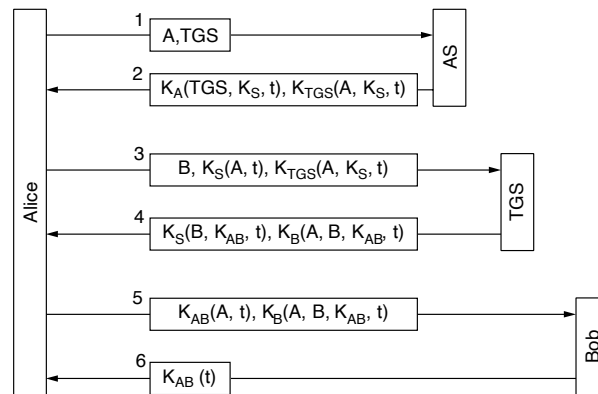 1
A,TGS
AS
2
K_A(TGS, K_S, t), K_TGS(A, K_S, t)
3
B, K_S(A, t), K_TGS(A, K_S, t)
TGS
Alice
4
K_S(B, K_AB, t), K_B(A, B, K_AB, t)
5
K_AB(A, t), K_B(A, B, K_AB, t)
Bob
6
K_AB (t)